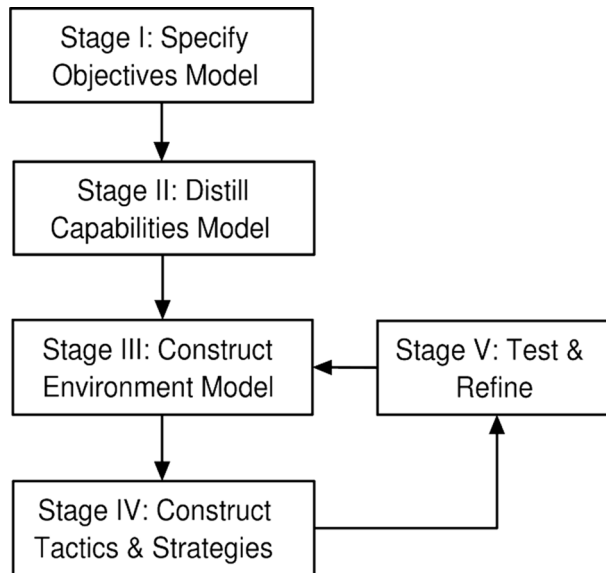 Stage I: Specify
Objectives Model
Stage II: Distill
Capabilities Model
Stage III: Construct
Environment Model
Stage V: Test &
Refine
Stage IV: Construct
Tactics & Strategies